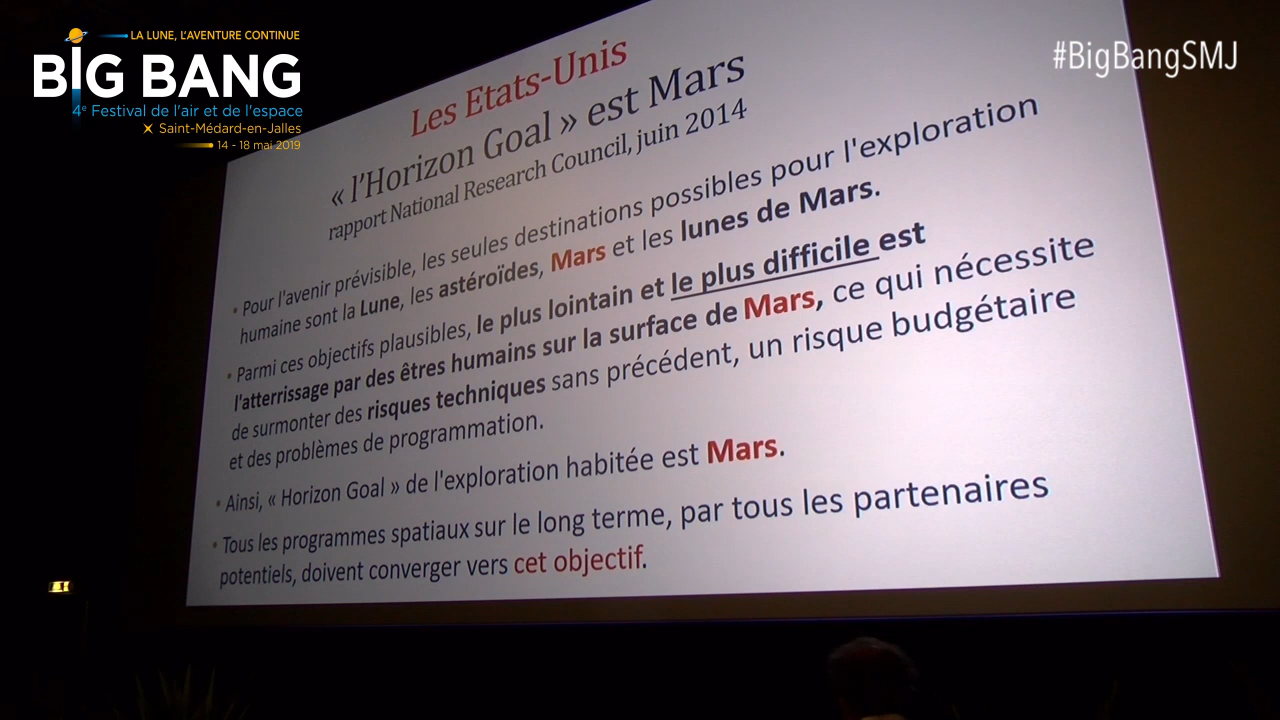 LA LUNE, L'AVENTURE CONTINUE
BIG BANG
4e Festival de l'air et de l'espace
Saint-Médard-en-Jalles
14 - 18 mai 2019
#BigBangSMJ
Les Etats-Unis
« l'Horizon Goal » est Mars
rapport National Research Council, juin 2014
• Pour l'avenir prévisible, les seules destinations possibles pour l'exploration
humaine sont la Lune, les astéroïdes, Mars et les lunes de Mars.
• Parmi ces objectifs plausibles, le plus lointain et le plus difficile est
l'atterrissage par des êtres humains sur la surface de Mars, ce qui nécessite
de surmonter des risques techniques sans précédent, un risque budgétaire
et des problèmes de programmation.
• Ainsi, « Horizon Goal » de l'exploration habitée est Mars.
• Tous les programmes spatiaux sur le long terme, par tous les partenaires
potentiels, doivent converger vers cet objectif.